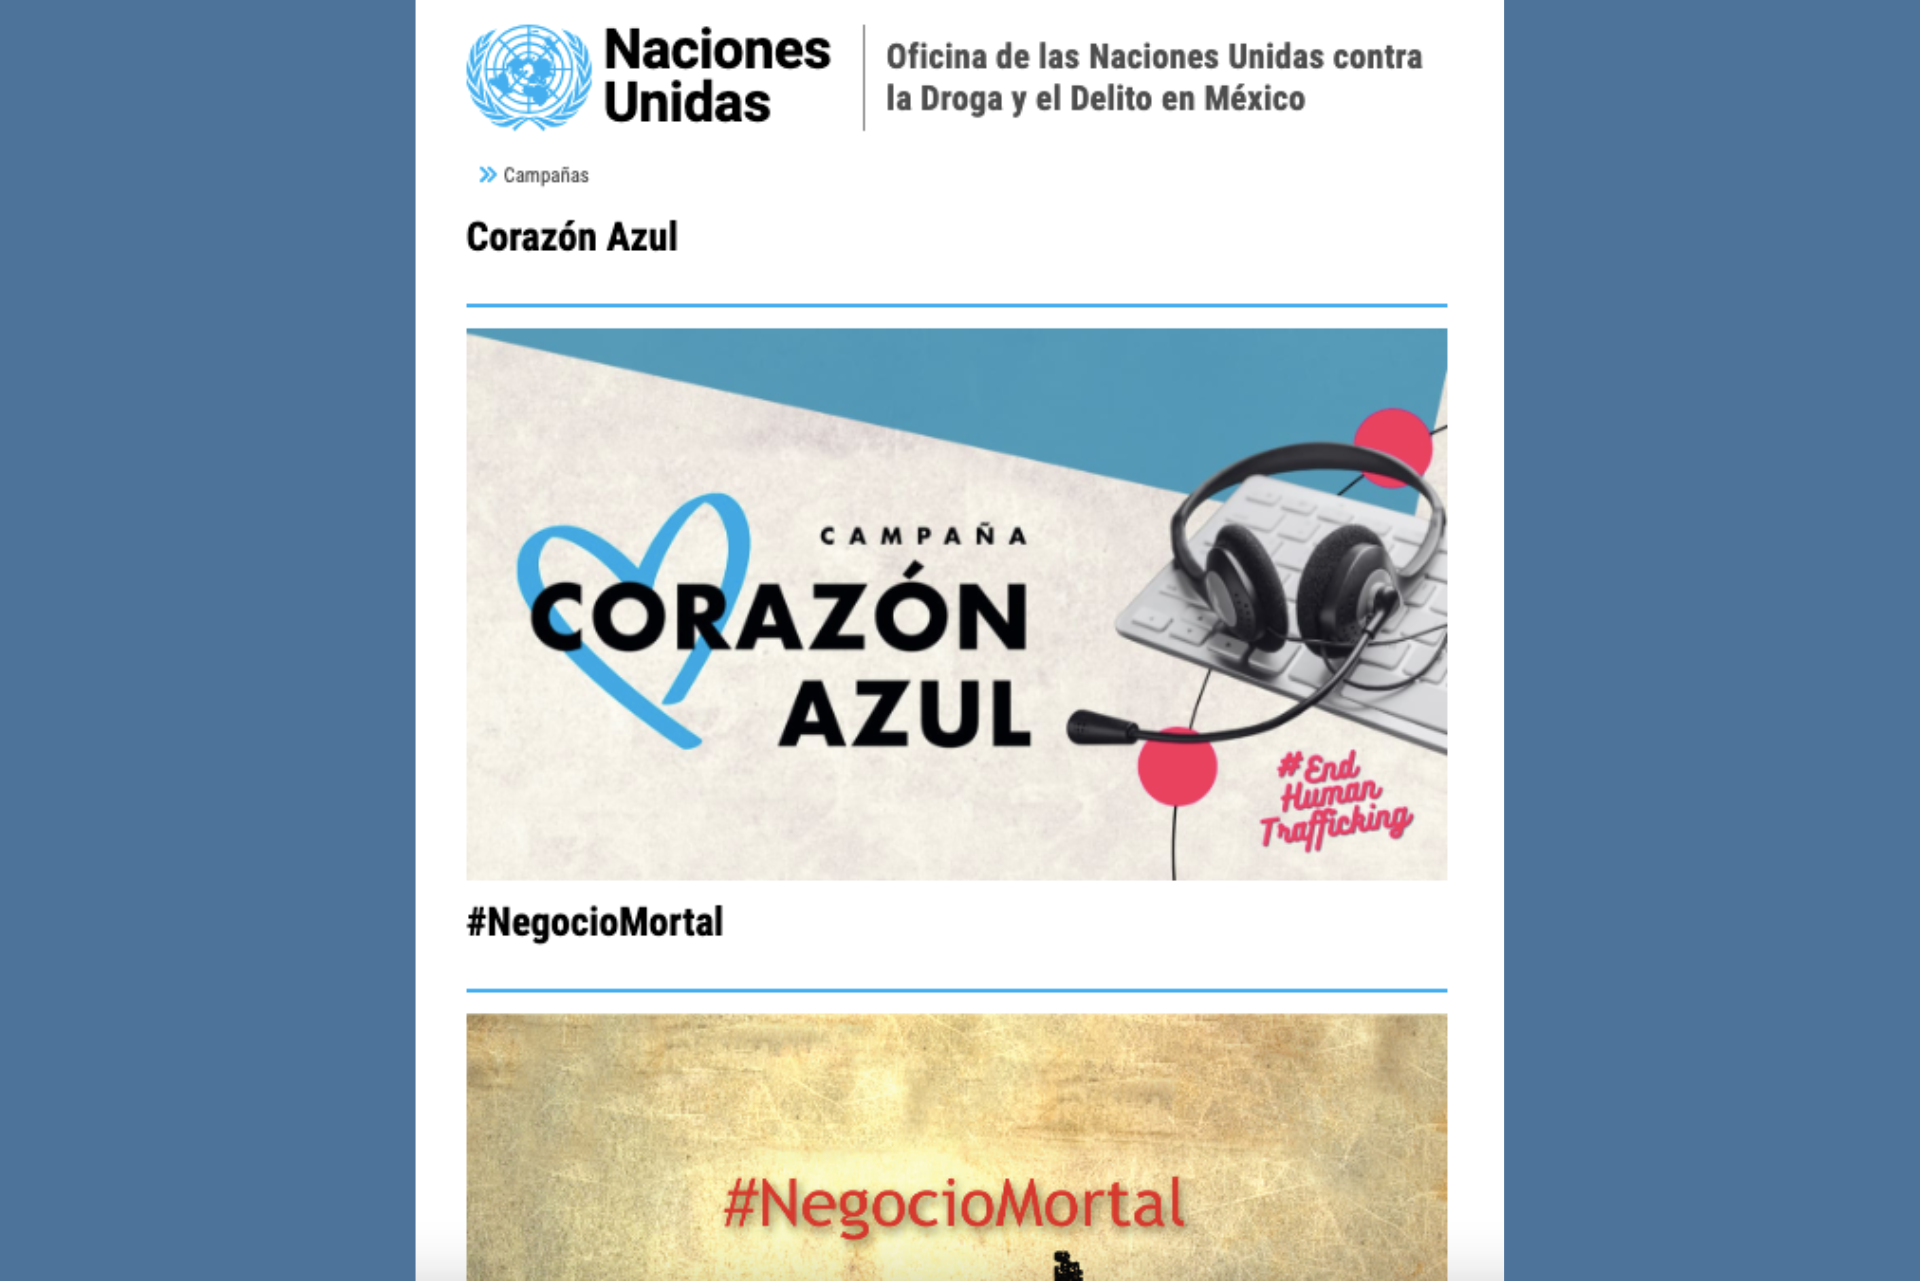 Naciones
Unidas
Oficina de las Naciones Unidas contra
la Droga y el Delito en México
Campañas
Corazón Azul
CAMPAÑA
CORAZÓN
AZUL
#End
Human
Trafficking
#NegocioMortal
#NegocioMortal